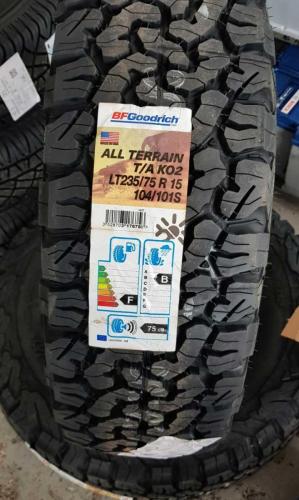 BFGoodrich
ALL TERRAIN
T/A KO2
LT235/75 R 15
104/101S
F
B
75 dB